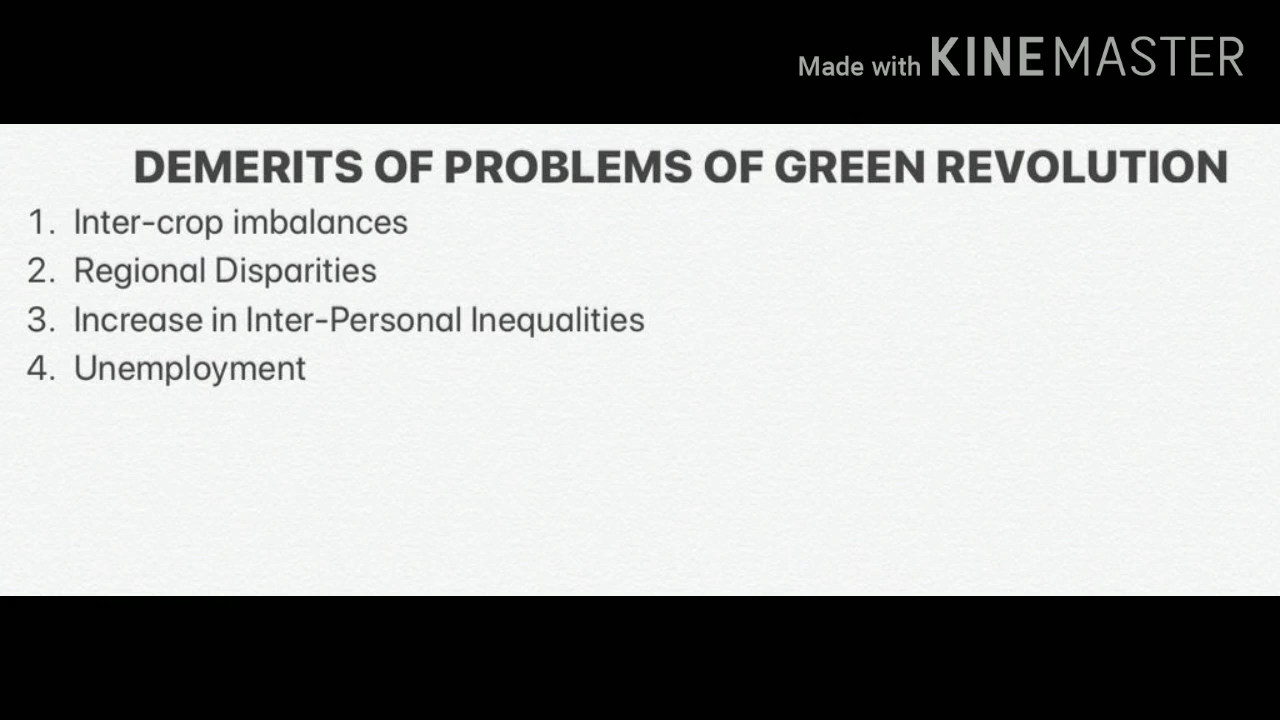 Made with KINEMASTER
DEMERITS OF PROBLEMS OF GREEN REVOLUTION
1. Inter-crop imbalances
2. Regional Disparities
3. Increase in Inter-Personal Inequalities
4. Unemployment